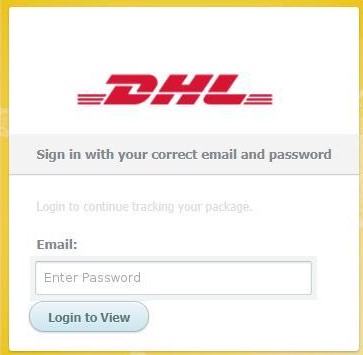 DHL
Sign in with your correct email and password
Login to continue tracking your package.
Email:
Enter Password
Login to View